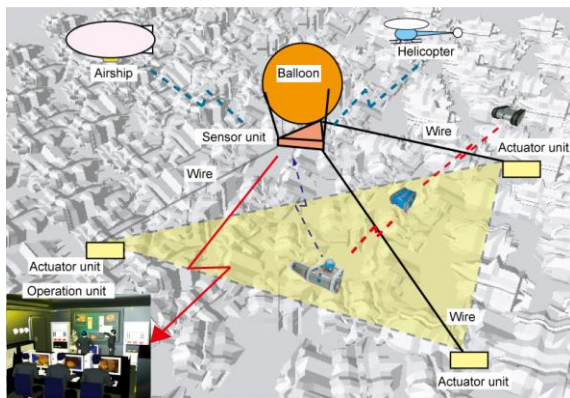 Airship
Balloon
Helicopter
Sensor unit
Wire
Actuator unit
Wire
Actuator unit
Operation unit
Wire
Actuator unit